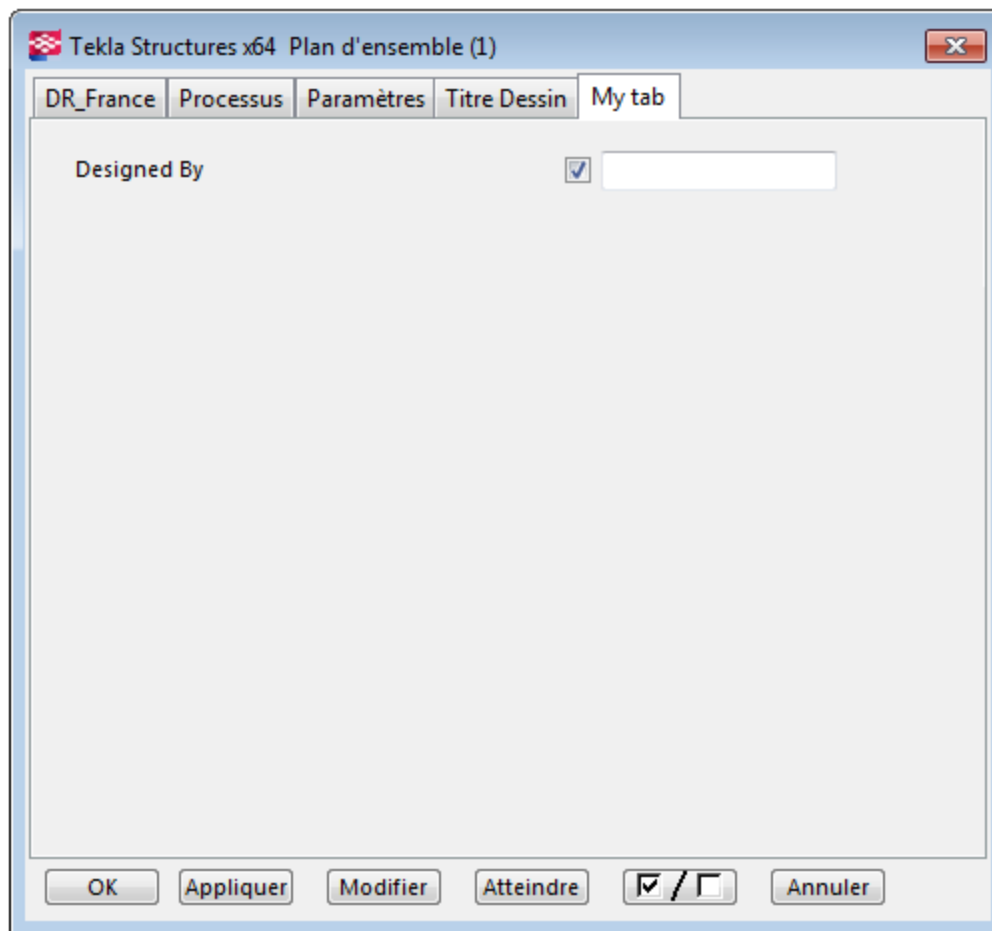 Tekla Structures x64 Plan d'ensemble (1)
DR_France Processus Paramètres Titre Dessin My tab
Designed By
OK Appliquer Modifier Atteindre / Annuler